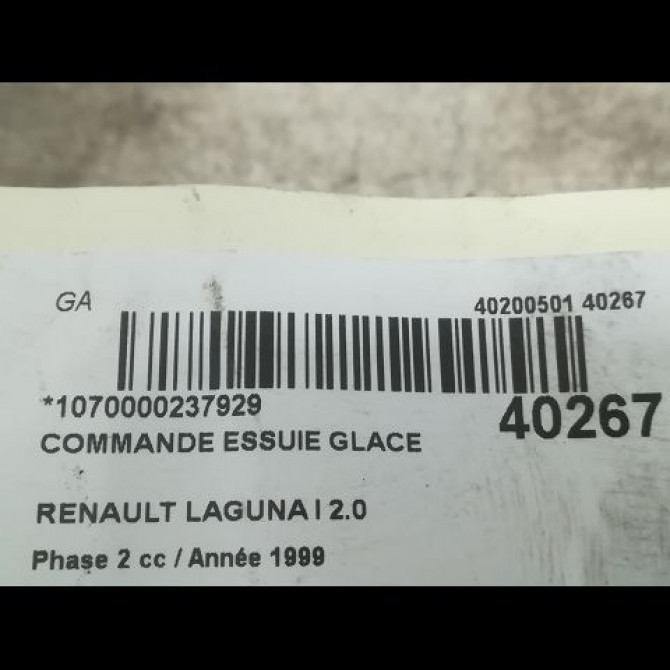 GA
40200501 40267
*1070000237929
40267
COMMANDE ESSUIE GLACE
RENAULT LAGUNA I 2.0
Phase 2 cc / Année 1999